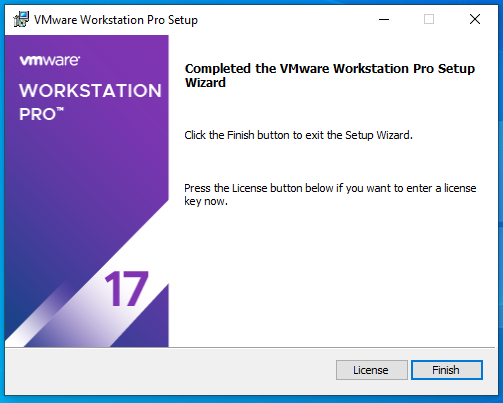 VMware Workstation Pro Setup
vmware®
WORKSTATION
PRO™
17
Completed the VMware Workstation Pro Setup
Wizard
Click the Finish button to exit the Setup Wizard.
Press the License button below if you want to enter a license
key now.
License
Finish